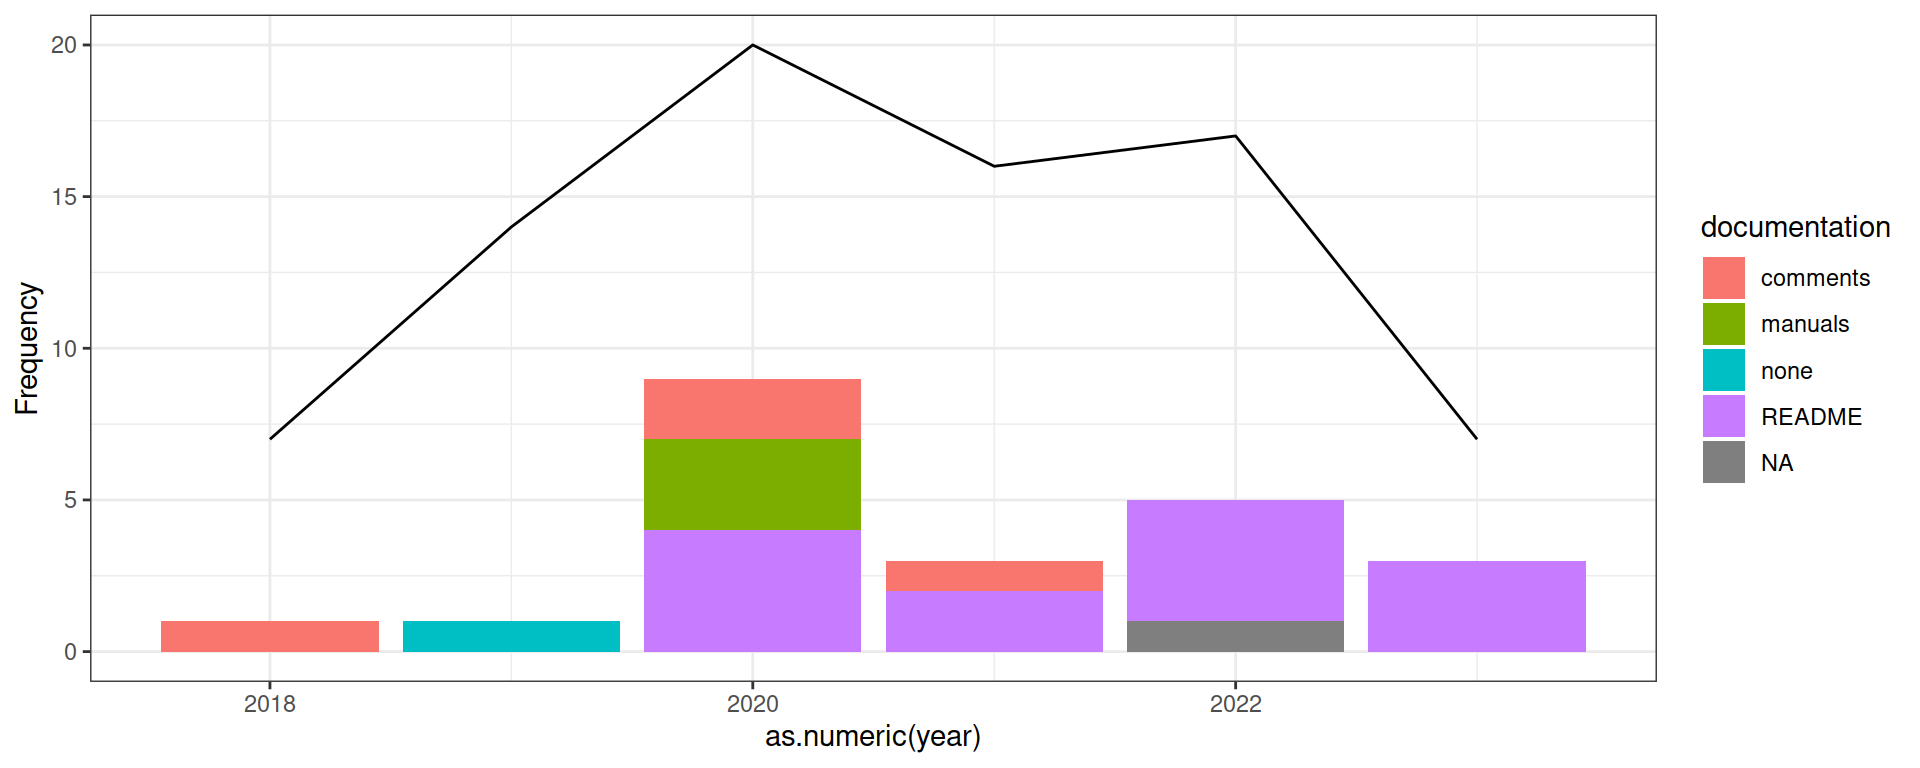 Frequency
20
15
10
5
0
2018
2020
2022
as.numeric(year)
documentation
comments
manuals
none
README
NA